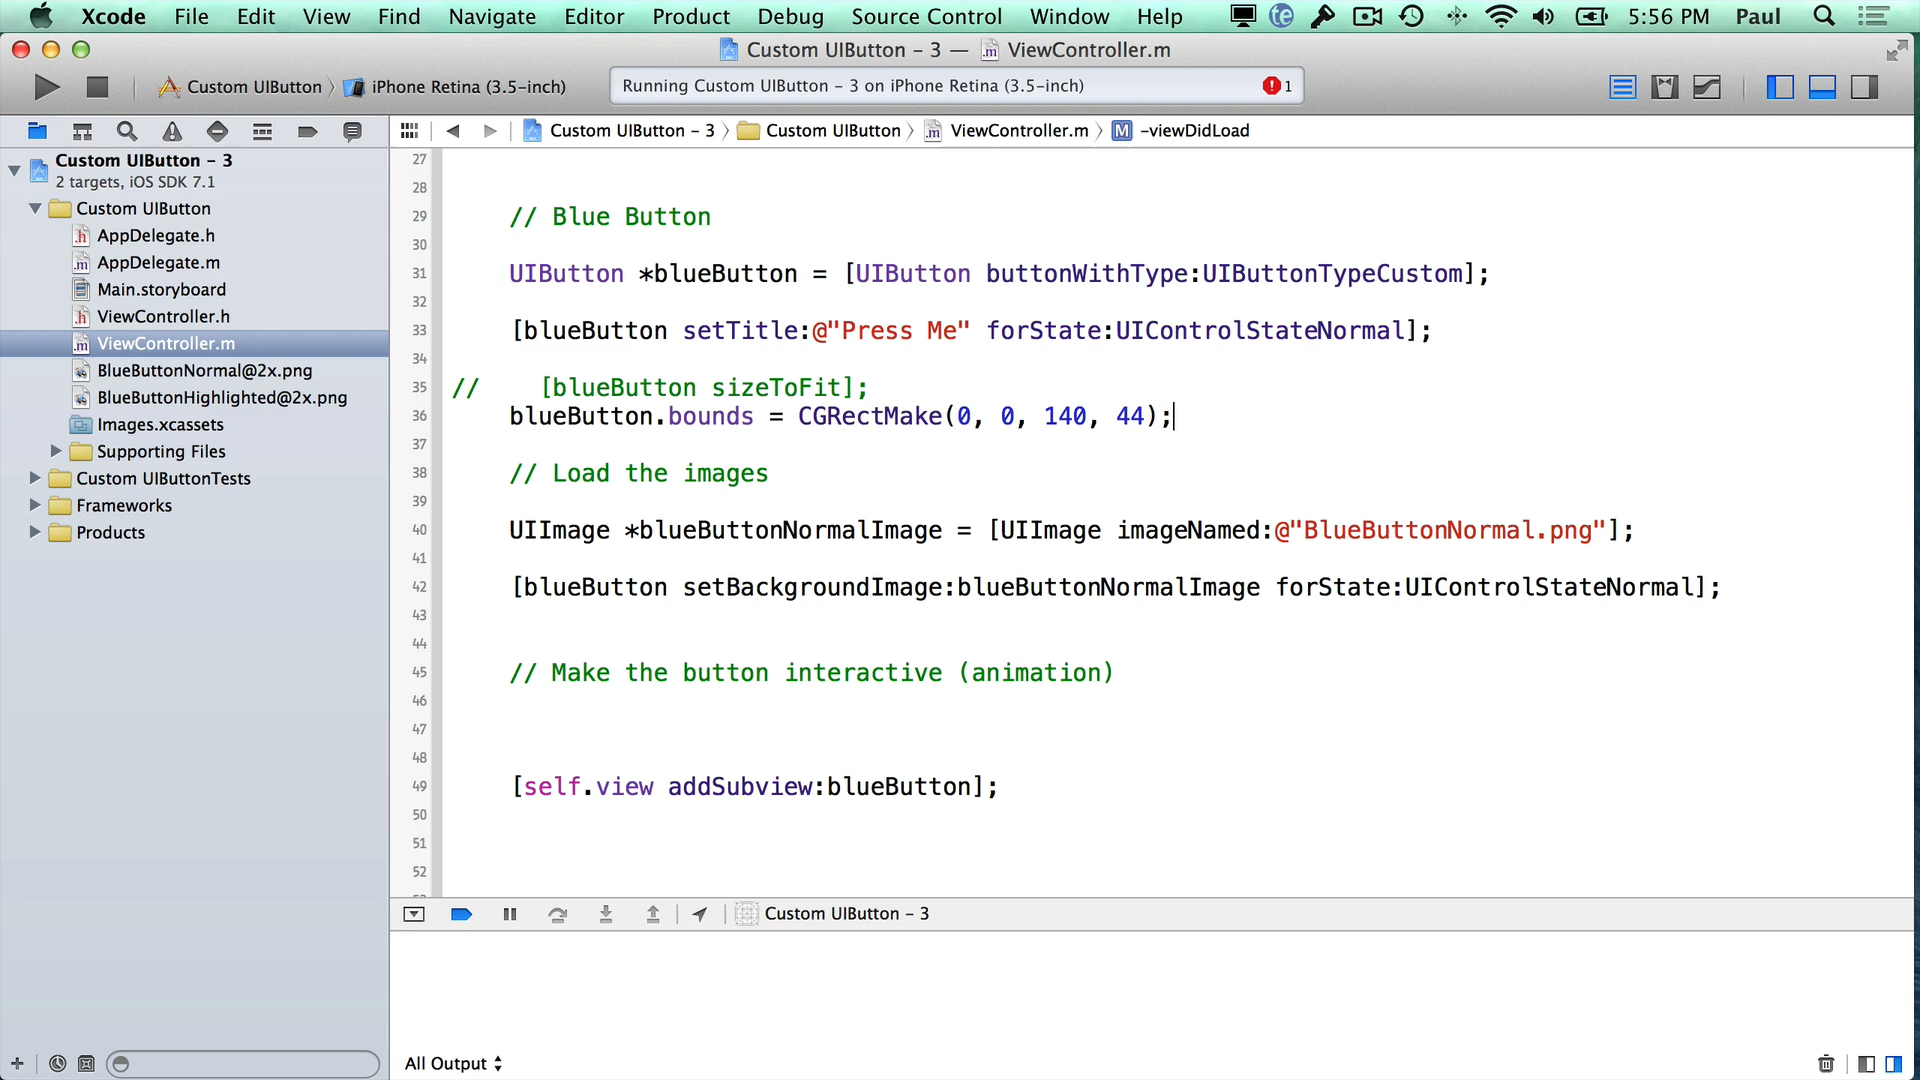 Xcode File Edit View Find Navigate Editor Product Debug Source Control Window Help te 5:56 PM Paul
Custom UIButton – 3 — ViewController.m
Custom UIButton iPhone Retina (3.5-inch) Running Custom UIButton – 3 on iPhone Retina (3.5-inch) 1
Custom UIButton – 3 Custom UIButton ViewController.m M –viewDidLoad
Custom UIButton – 3
2 targets, iOS SDK 7.1
Custom UIButton
AppDelegate.h
AppDelegate.m
Main.storyboard
ViewController.h
ViewController.m
BlueButtonNormal@2x.png
BlueButtonHighlighted@2x.png
Images.xcassets
Supporting Files
Custom UIButtonTests
Frameworks
Products
27
28
29 // Blue Button
30
31 UIButton *blueButton = [UIButton buttonWithType:UIButtonTypeCustom];
32
33 [blueButton setTitle:@"Press Me" forState:UIControlStateNormal];
34
35 // [blueButton sizeToFit];
36 blueButton.bounds = CGRectMake(0, 0, 140, 44);
37
38 // Load the images
39
40 UIImage *blueButtonNormalImage = [UIImage imageNamed:@"BlueButtonNormal.png"];
41
42 [blueButton setBackgroundImage:blueButtonNormalImage forState:UIControlStateNormal];
43
44
45 // Make the button interactive (animation)
46
47
48
49 [self.view addSubview:blueButton];
50
51
52
Custom UIButton – 3
All Output